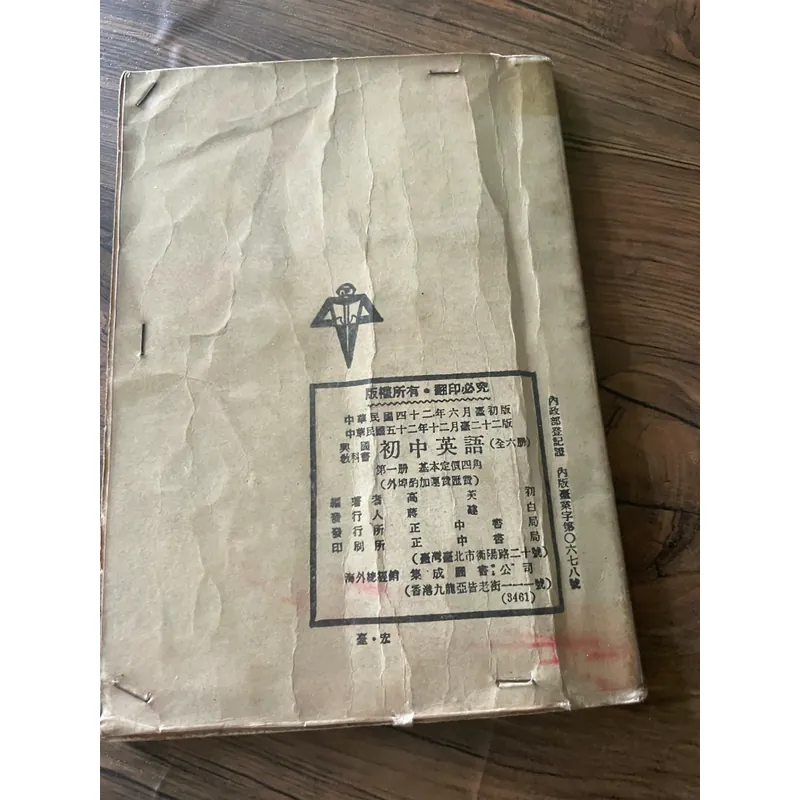 版權所有・翻印必究
中華民國四十二年六月臺初版
中華民國五十二年十二月臺二十二版
興國教科書 初中英語 (全六冊)
第一冊 基本定價四角
(外埠酌加運費匯費)
編著者 高 芙 初
發行人 蔣 建 白
發行所 正中書局
印刷所 正中書局
(臺灣臺北市衡陽路二十號)
海外總經銷 集成圖書公司
(香港九龍亞皆老街一一一號)
(3461)
臺・宏
內政部登記證 內版臺業字第〇六七八號